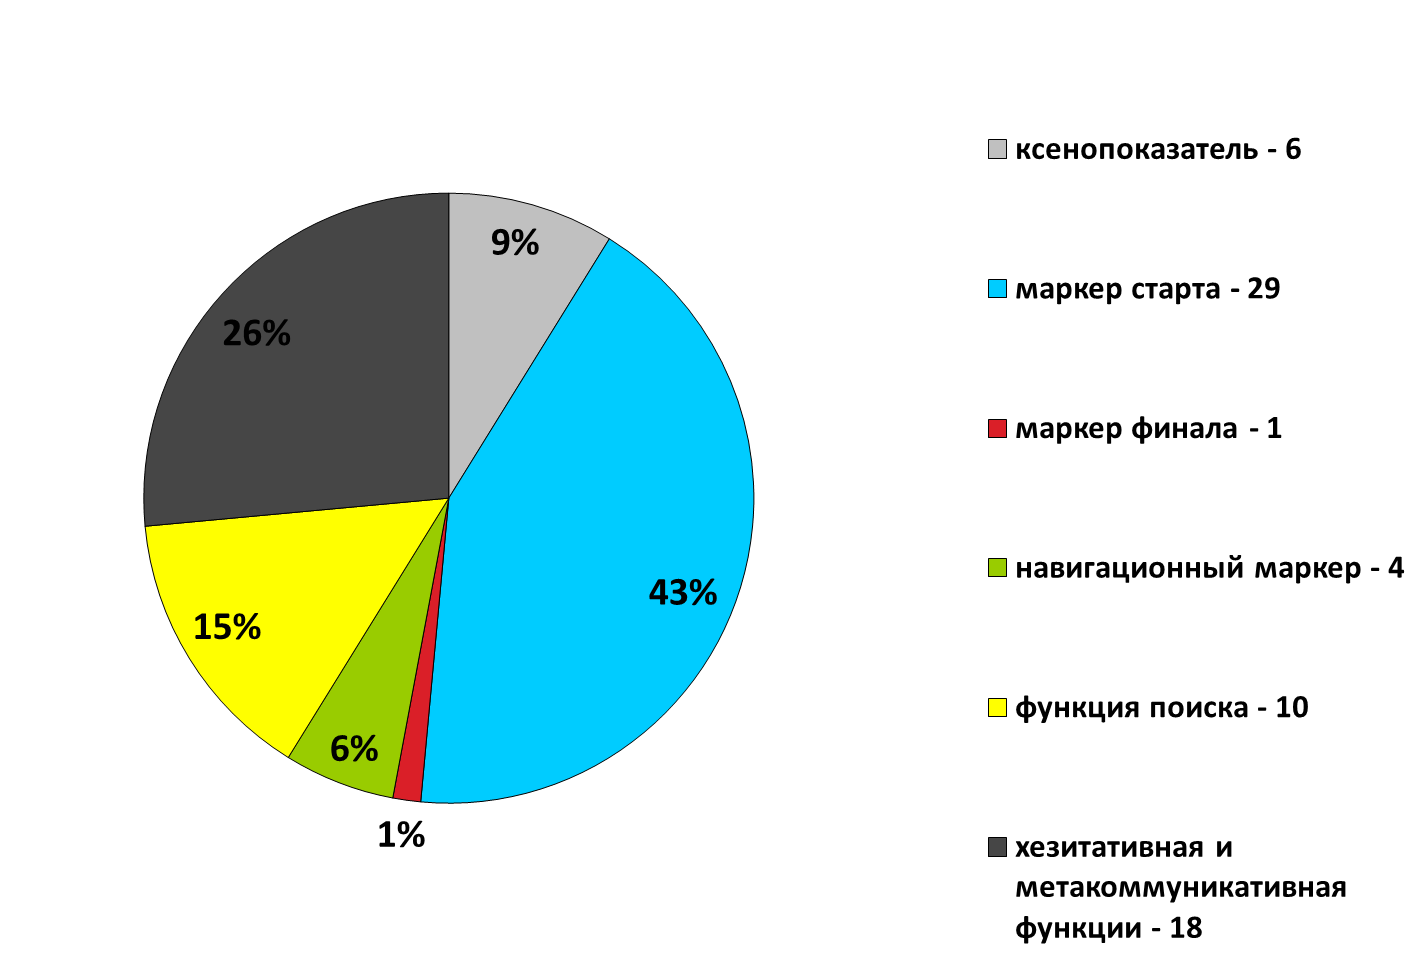 9%
43%
1%
6%
15%
26%
ксенопоказатель - 6
маркер старта - 29
маркер финала - 1
навигационный маркер - 4
функция поиска - 10
хезитативная и
метакоммуникативная
функции - 18